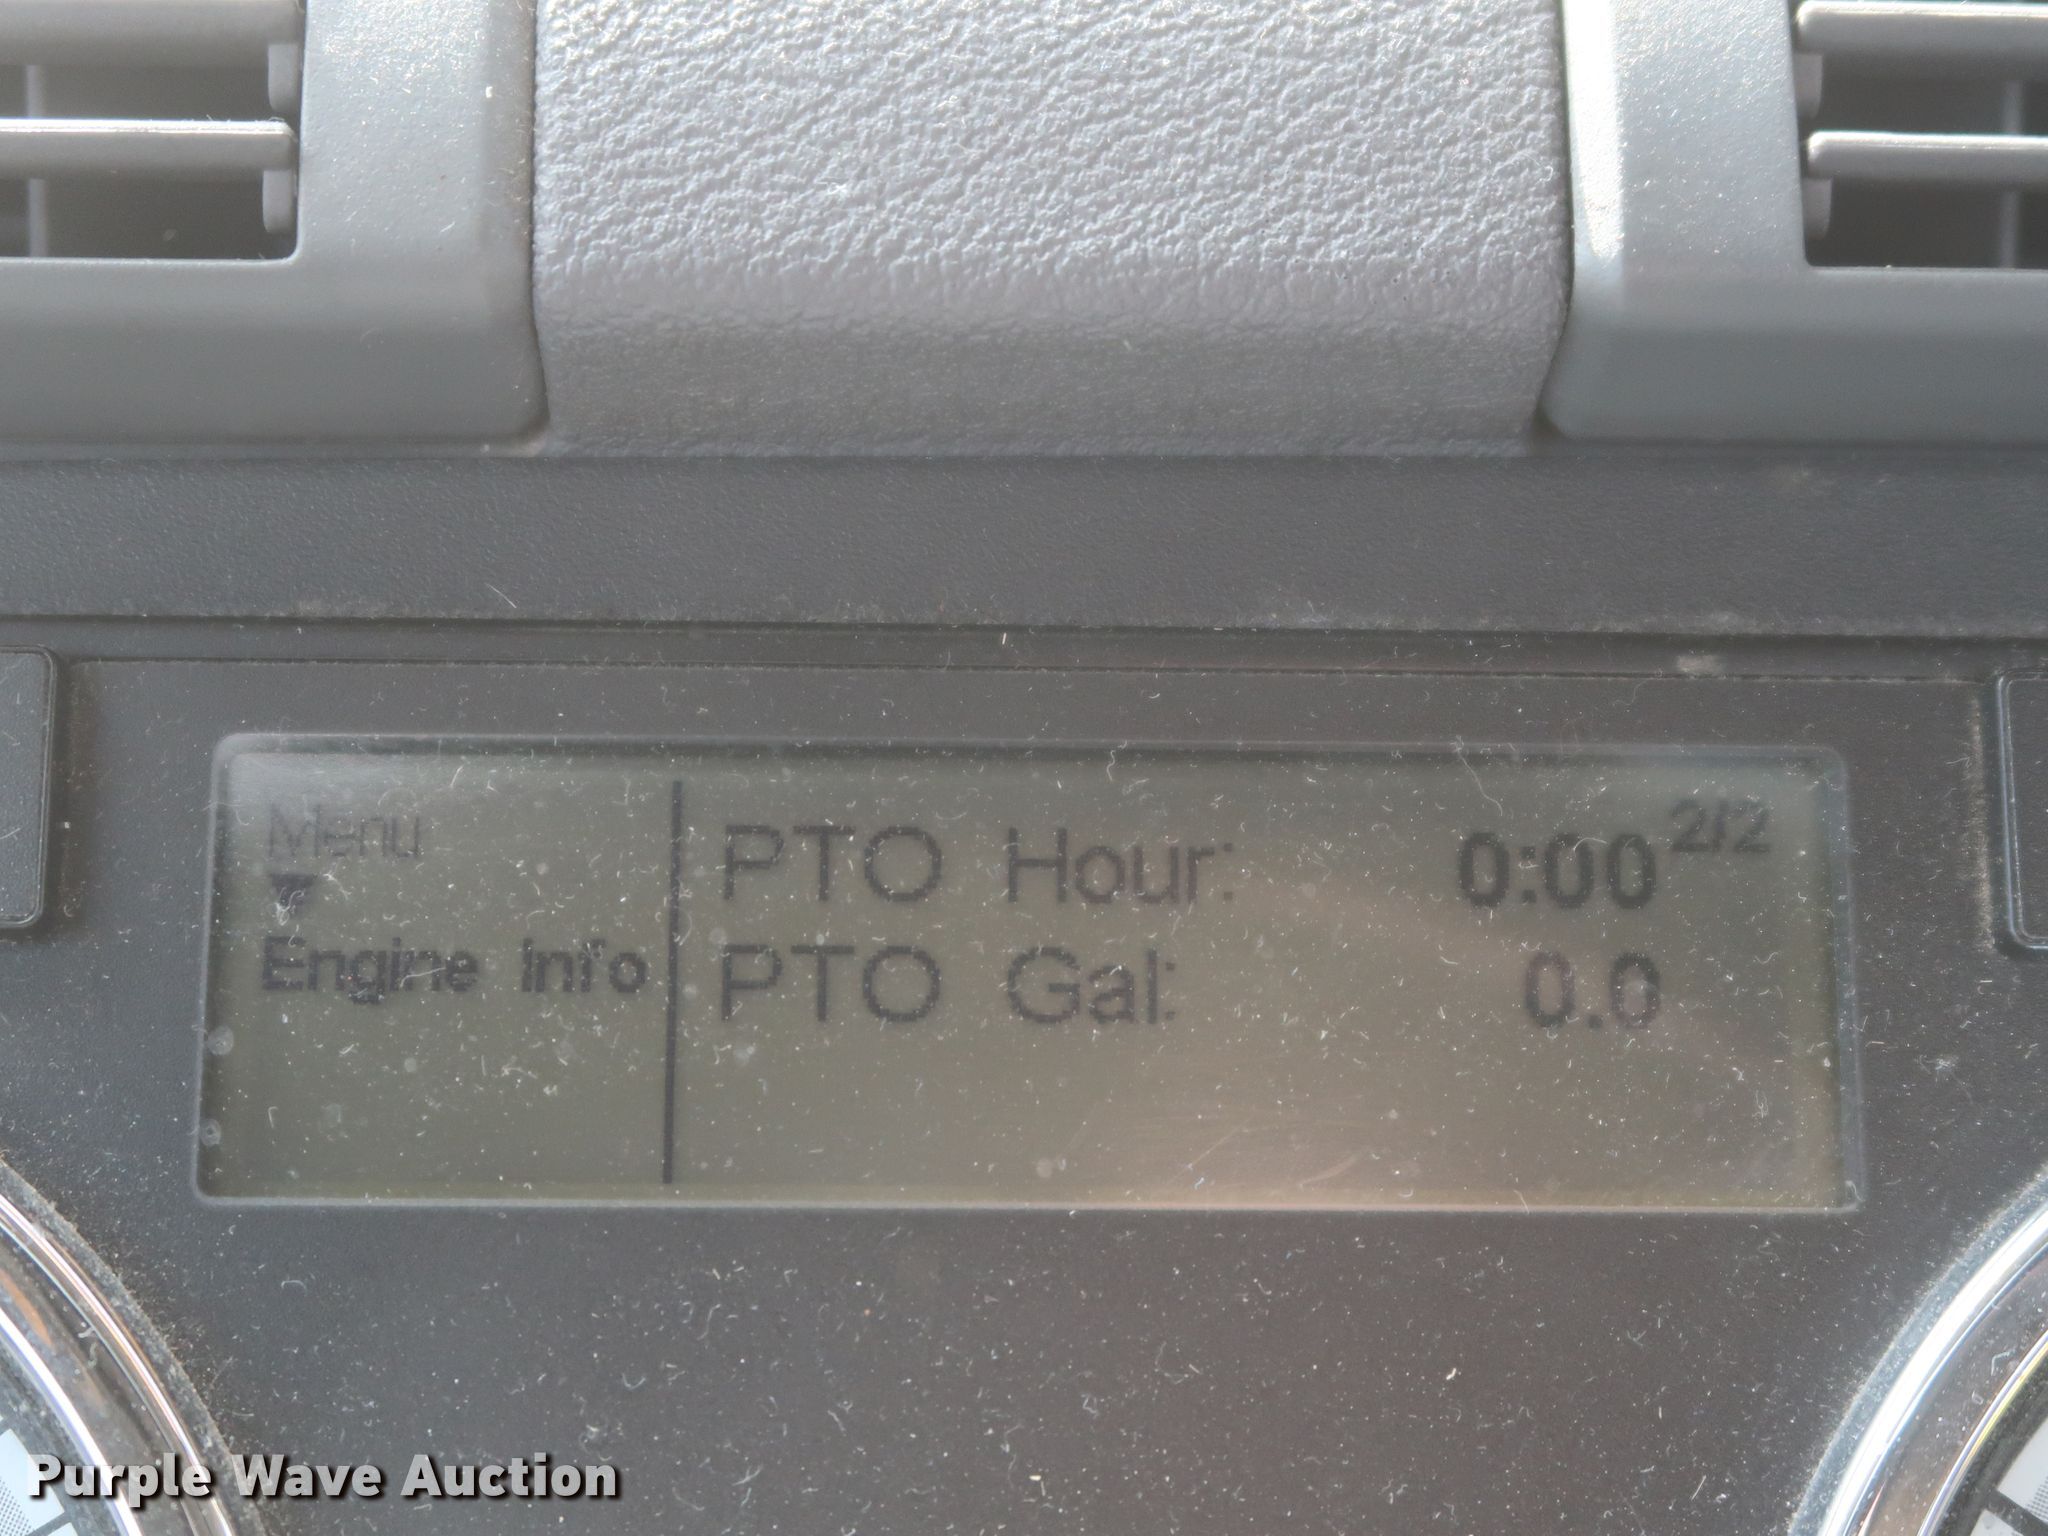 Menu
Engine Info
PTO Hour: 0:00 2/2
PTO Gal: 0.0
Purple Wave Auction